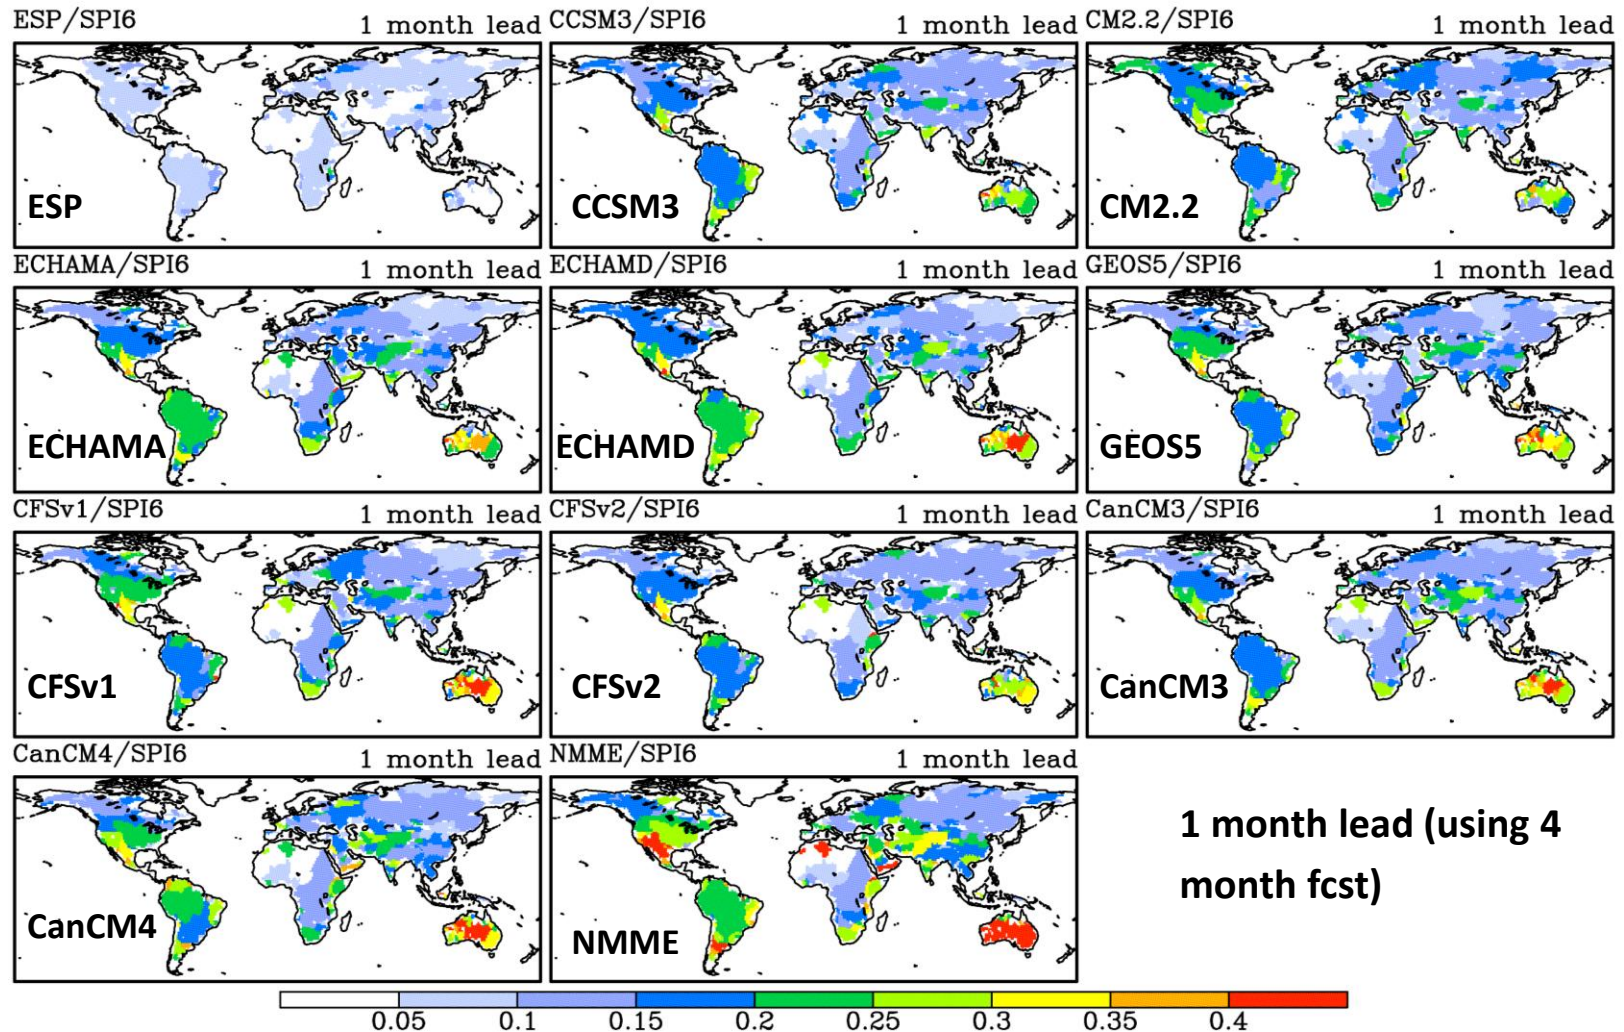 ESP/SPI6 1 month lead CCSM3/SPI6 1 month lead CM2.2/SPI6 1 month lead
ESP CCSM3 CM2.2
ECHAMA/SPI6 1 month lead ECHAMD/SPI6 1 month lead GEOS5/SPI6 1 month lead
ECHAMA ECHAMD GEOS5
CFSv1/SPI6 1 month lead CFSv2/SPI6 1 month lead CanCM3/SPI6 1 month lead
CFSv1 CFSv2 CanCM3
CanCM4/SPI6 1 month lead NMME/SPI6 1 month lead
CanCM4 NMME
1 month lead (using 4
month fcst)
0.05 0.1 0.15 0.2 0.25 0.3 0.35 0.4